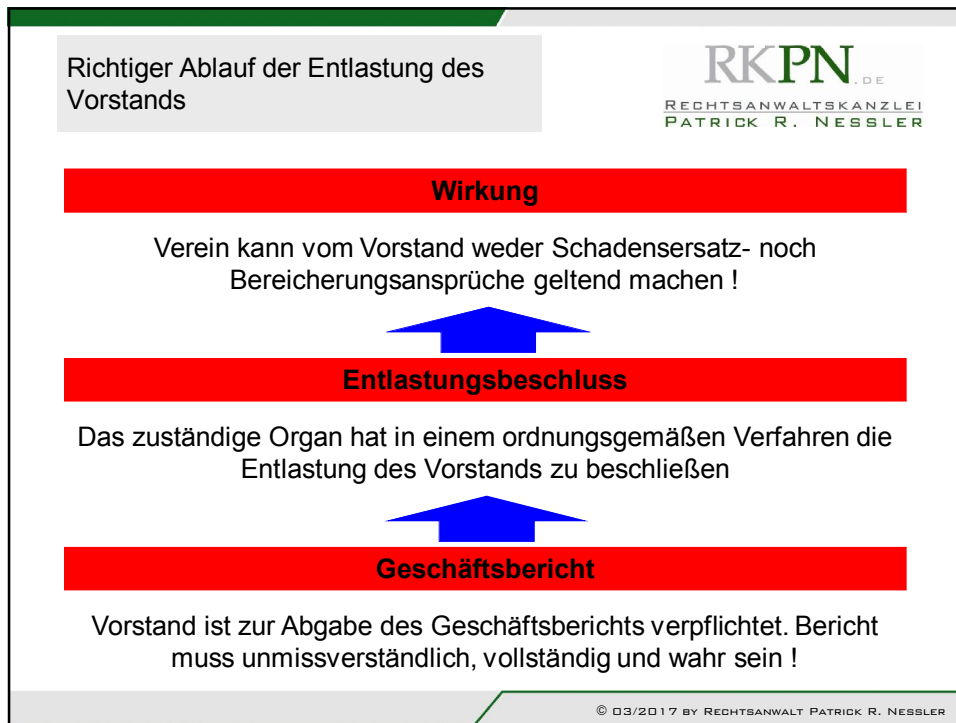 Richtiger Ablauf der Entlastung des
Vorstands
RKPN.DE
RECHTSANWALTSKANZLEI
PATRICK R. NESSLER
Wirkung
Verein kann vom Vorstand weder Schadensersatz- noch
Bereicherungsansprüche geltend machen !
Entlastungsbeschluss
Das zuständige Organ hat in einem ordnungsgemäßen Verfahren die
Entlastung des Vorstands zu beschließen
Geschäftsbericht
Vorstand ist zur Abgabe des Geschäftsberichts verpflichtet. Bericht
muss unmissverständlich, vollständig und wahr sein !
© 03/2017 BY RECHTSANWALT PATRICK R. NESSLER